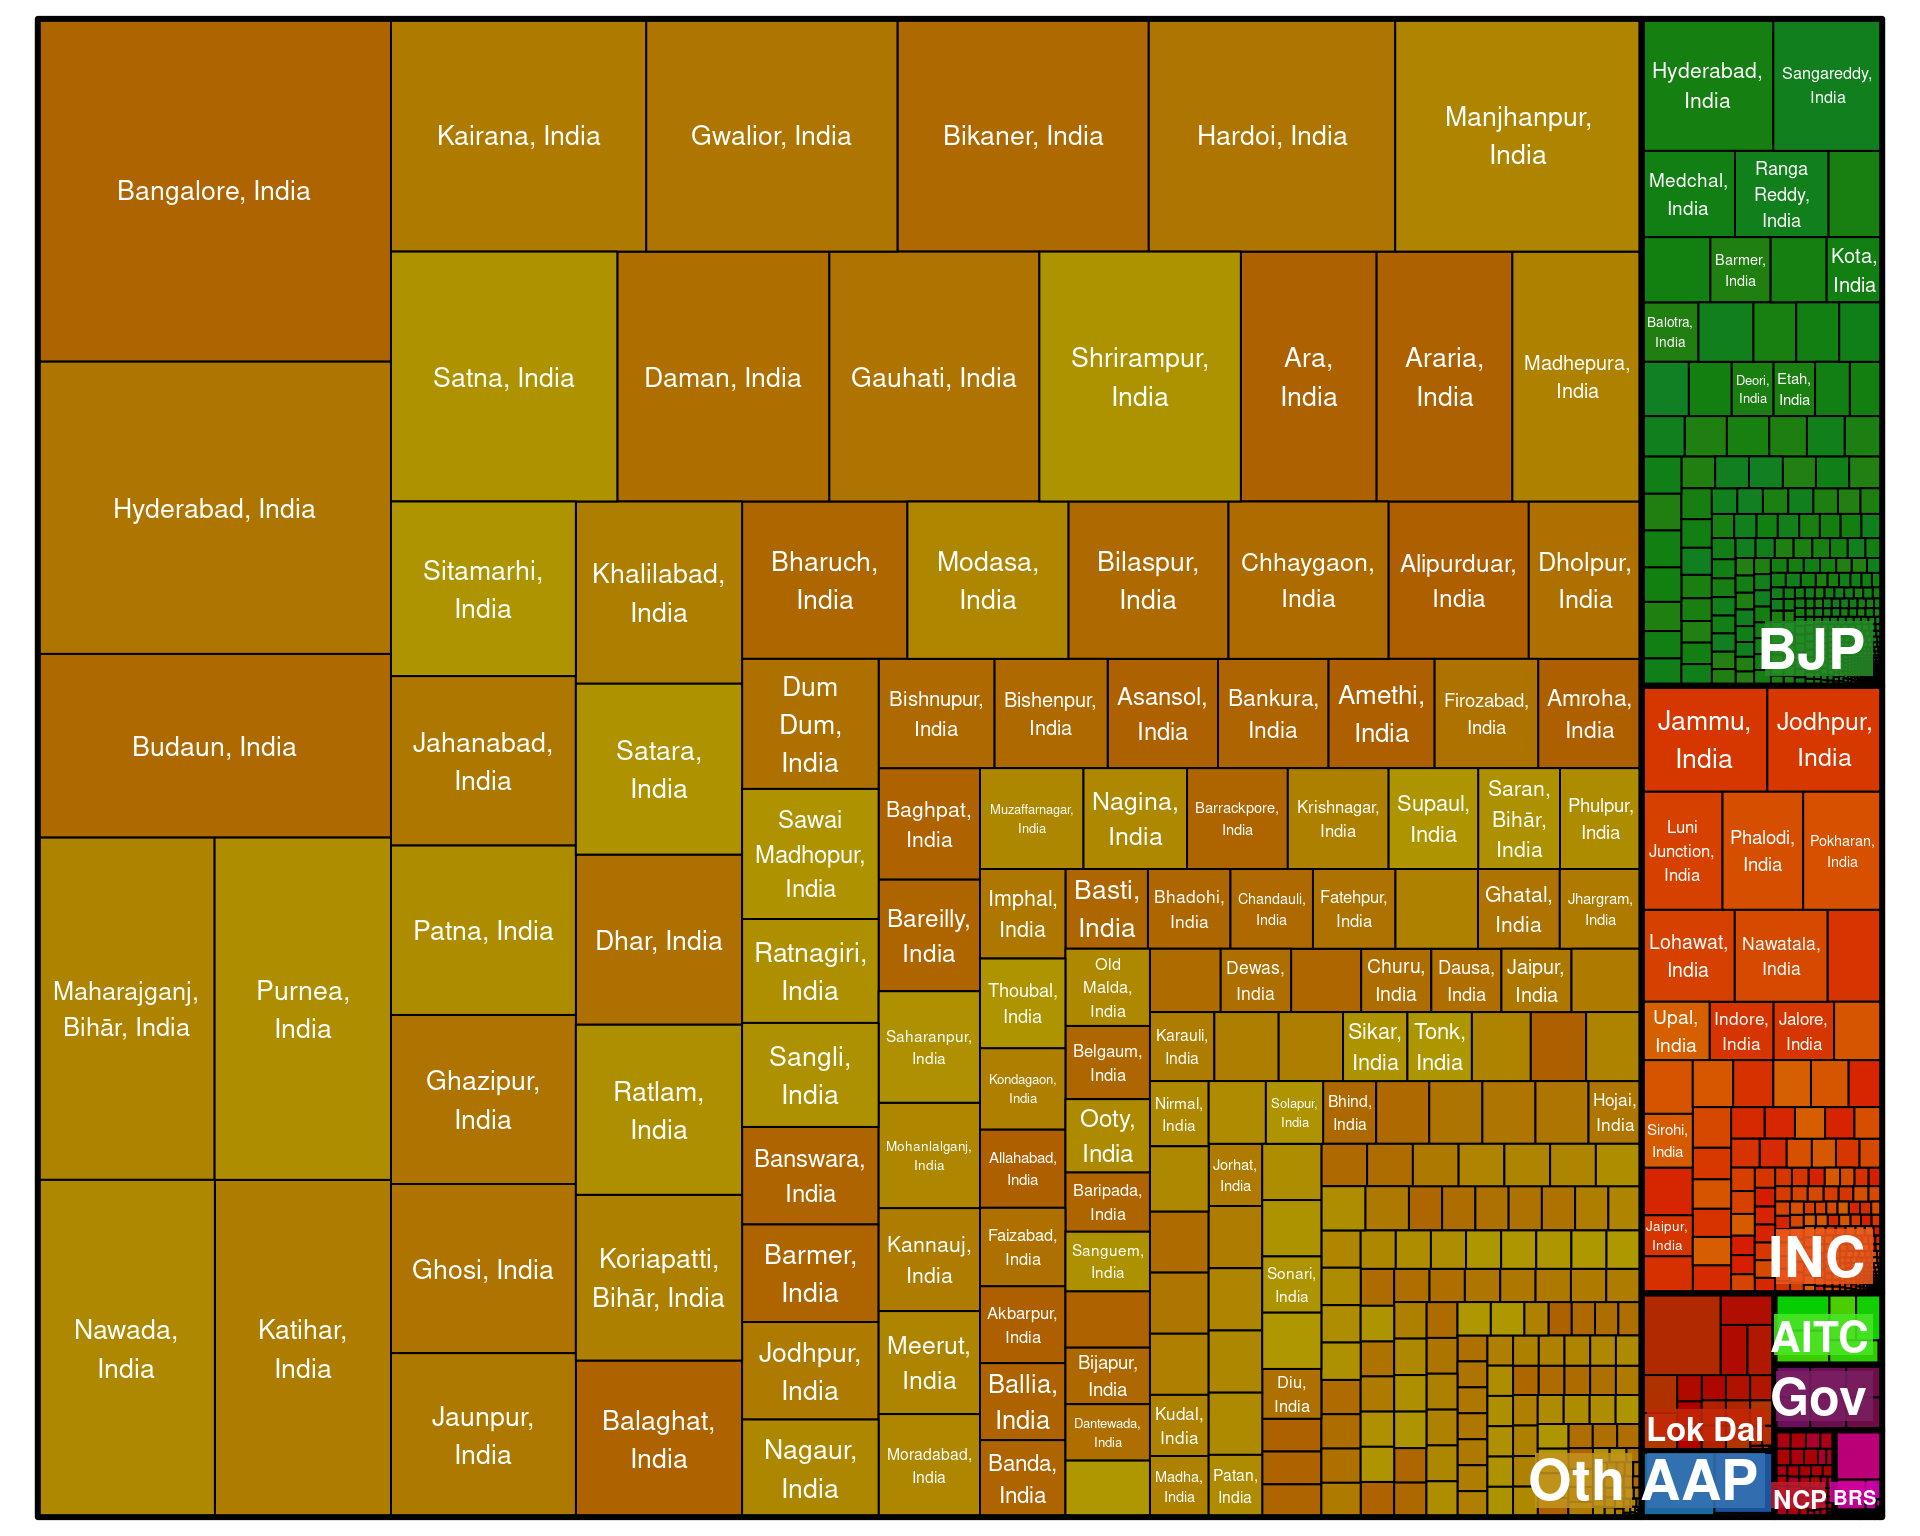 Bangalore, India
Hyderabad, India
Budaun, India
Maharajganj,
Bihār, India
Purnea,
India
Nawada,
India
Katihar,
India
Kairana, India
Gwalior, India
Bikaner, India
Hardoi, India
Manjhanpur,
India
Satna, India
Daman, India
Gauhati, India
Shrirampur,
India
Ara,
India
Araria,
India
Madhepura,
India
Sitamarhi,
India
Jahanabad,
India
Patna, India
Ghazipur,
India
Ghosi, India
Jaunpur,
India
Khalilabad,
India
Satara,
India
Dhar, India
Ratlam,
India
Koriapatti,
Bihār, India
Balaghat,
India
Bharuch,
India
Modasa,
India
Bilaspur,
India
Chhaygaon,
India
Alipurduar,
India
Dholpur,
India
Dum
Dum,
India
Sawai
Madhopur,
India
Ratnagiri,
India
Sangli,
India
Banswara,
India
Barmer,
India
Jodhpur,
India
Nagaur,
India
Bishnupur,
India
Bishenpur,
India
Asansol,
India
Bankura,
India
Amethi,
India
Firozabad,
India
Amroha,
India
Baghpat,
India
Bareilly,
India
Saharanpur,
India
Mohanlalganj,
India
Kannauj,
India
Meerut,
India
Moradabad,
India
Muzaffarnagar,
India
Nagina,
India
Barrackpore,
India
Krishnagar,
India
Supaul,
India
Saran,
Bihār,
India
Phulpur,
India
Imphal,
India
Thoubal,
India
Kondagaon,
India
Allahabad,
India
Faizabad,
India
Akbarpur,
India
Ballia,
India
Banda,
India
Basti,
India
Bhadohi,
India
Chandauli,
India
Fatehpur,
India
Ghatal,
India
Jhargram,
India
Old
Malda,
India
Belgaum,
India
Ooty,
India
Baripada,
India
Sanguem,
India
Bijapur,
India
Dantewada,
India
Dewas,
India
Churu,
India
Dausa,
India
Jaipur,
India
Karauli,
India
Sikar,
India
Tonk,
India
Nirmal,
India
Solapur,
India
Bhind,
India
Hojai,
India
Jorhat,
India
Sonari,
India
Diu,
India
Kudal,
India
Madha,
India
Patan,
India
Oth
Hyderabad,
India
Sangareddy,
India
Medchal,
India
Ranga
Reddy,
India
Barmer,
India
Kota,
India
Balotra,
India
Deori,
India
Etah,
India
BJP
Jammu,
India
Jodhpur,
India
Luni
Junction,
India
Phalodi,
India
Pokharan,
India
Lohawat,
India
Nawatala,
India
Upal,
India
Indore,
India
Jalore,
India
Sirohi,
India
Jaipur,
India
INC
Lok Dal
AITC
Gov
AAP
NCP
BRS